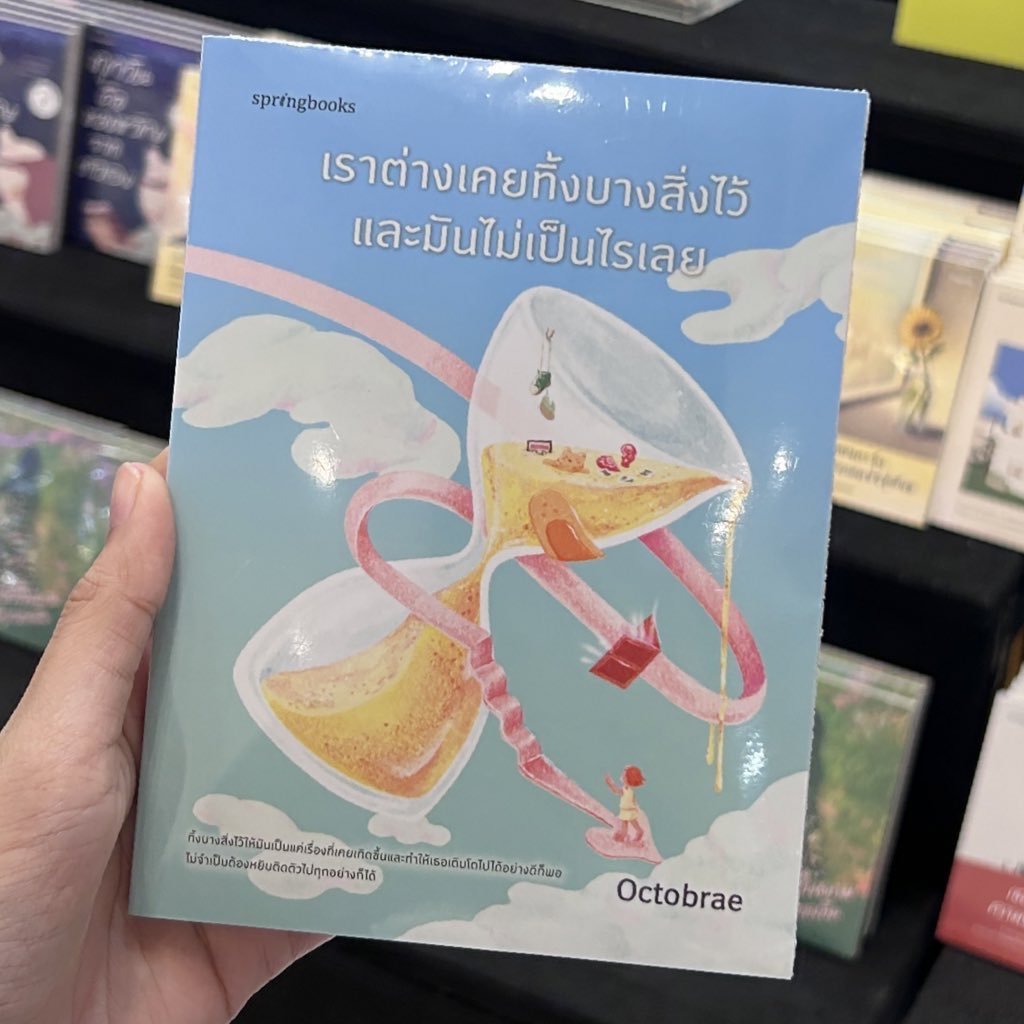 springbooks
เราต่างเคยทิ้งบางสิ่งไว้
และมันไม่เป็นไรเลย
ทิ้งบางสิ่งไว้ให้มันเป็นแค่เรื่องที่เคยเกิดขึ้นและทำให้เธอเติบโตไปได้อย่างดีก็พอ
ไม่จำเป็นต้องหยิบติดตัวไปทุกอย่างก็ได้
Octobrae